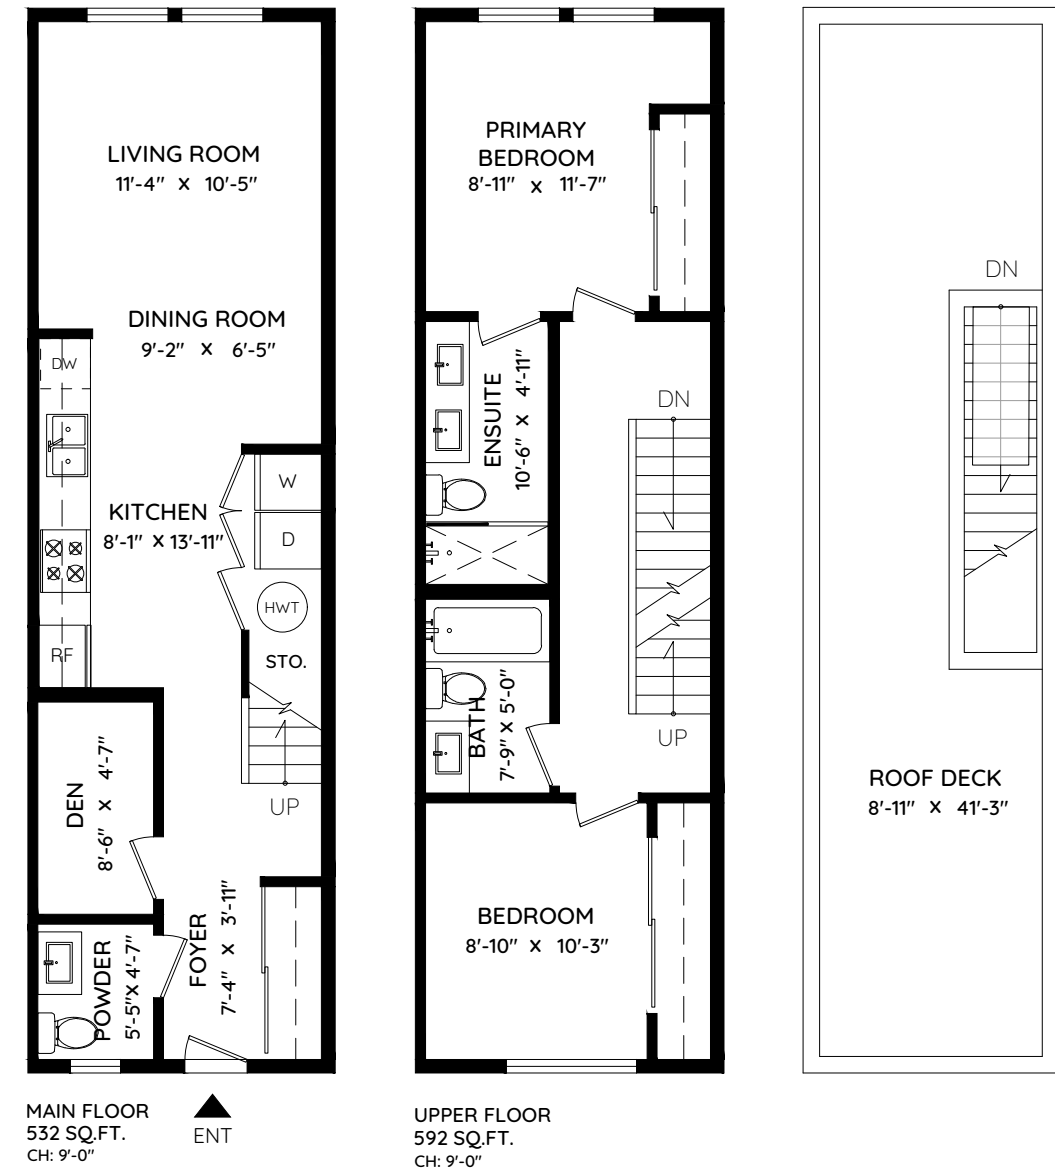 LIVING ROOM
11'-4" X 10'-5"
DINING ROOM
9'-2" X 6'-5"
DW
W
KITCHEN
8'-1" X 13'-11"
D
HWT
RF
STO.
DEN
8'-6" X 4'-7"
UP
FOYER
7'-4" X 3'-11"
POWDER
5'-5" X 4'-7"
MAIN FLOOR
532 SQ.FT.
CH: 9'-0"
ENT
PRIMARY
BEDROOM
8'-11" X 11'-7"
ENSUITE
10'-6" X 4'-11"
DN
BATH
7'-9" X 5'-0"
UP
BEDROOM
8'-10" X 10'-3"
UPPER FLOOR
592 SQ.FT.
CH: 9'-0"
DN
ROOF DECK
8'-11" X 41'-3"